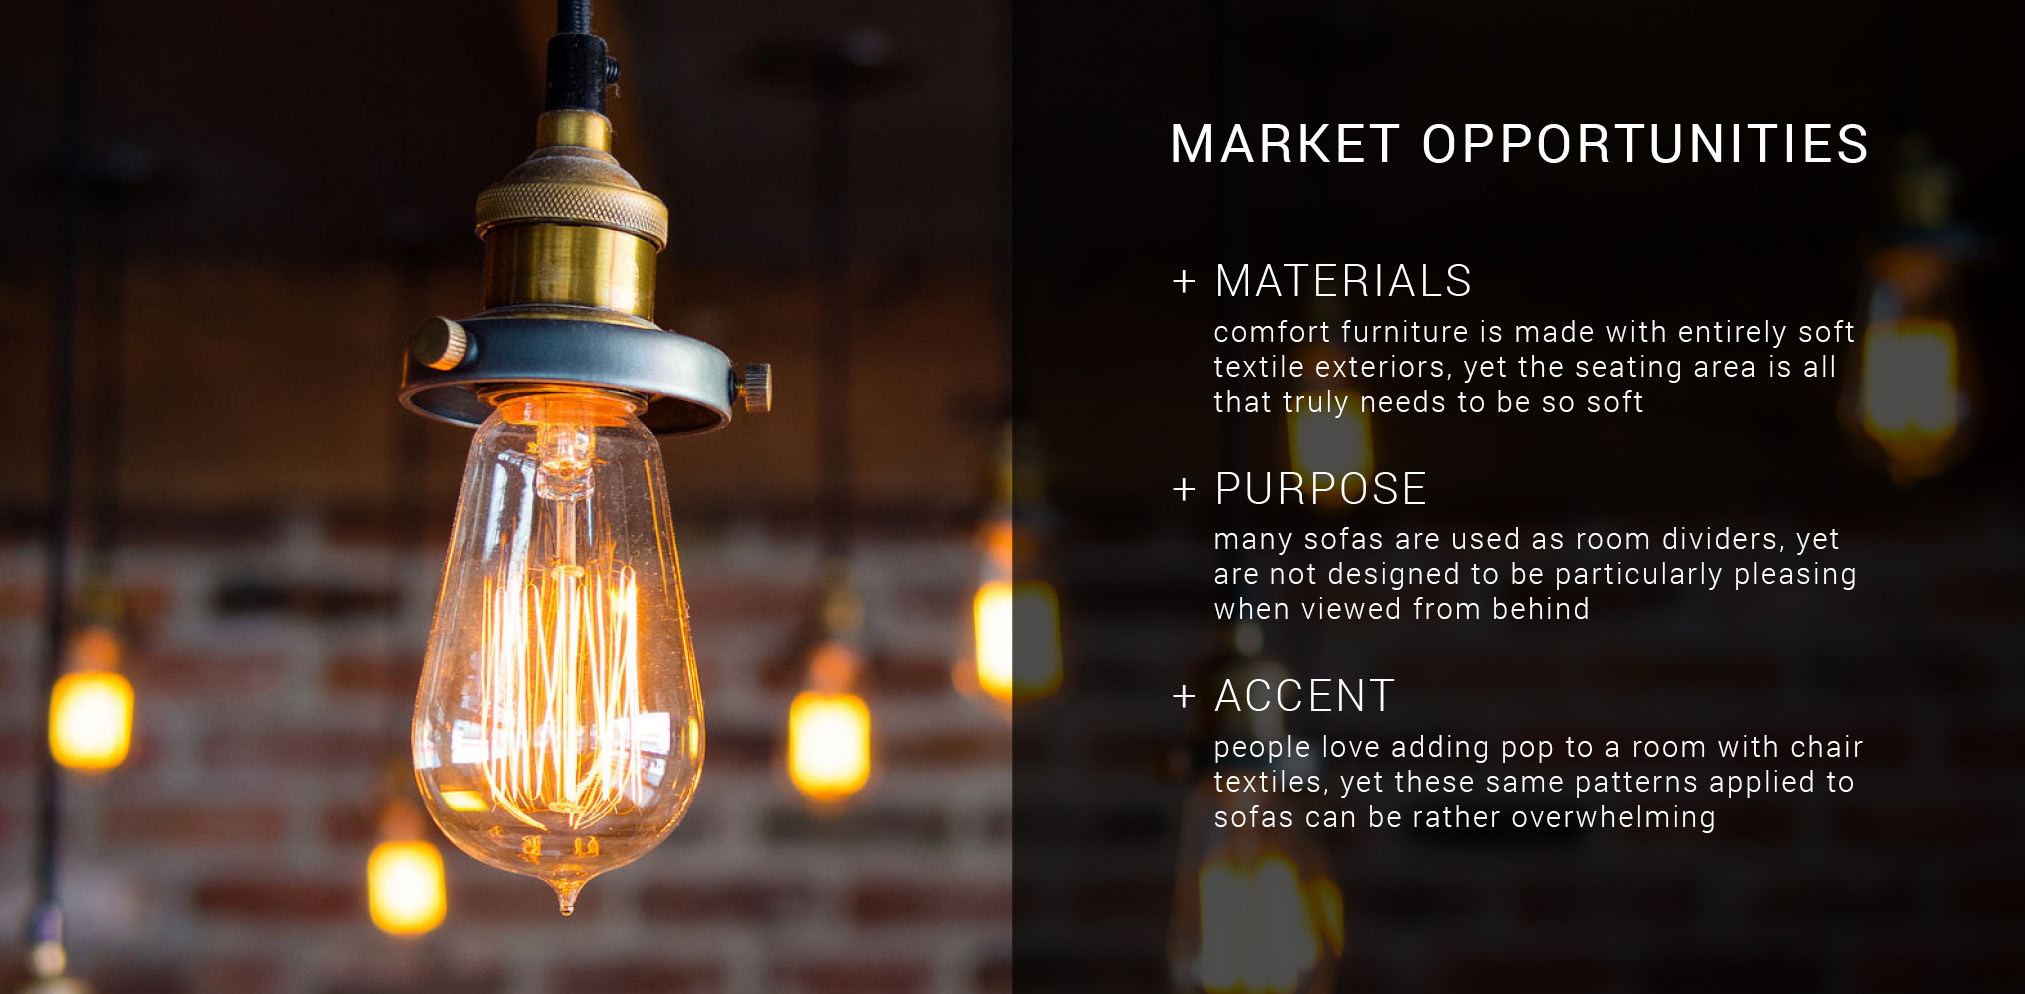 MARKET OPPORTUNITIES
+ MATERIALS
comfort furniture is made with entirely soft
textile exteriors, yet the seating area is all
that truly needs to be so soft
+ PURPOSE
many sofas are used as room dividers, yet
are not designed to be particularly pleasing
when viewed from behind
+ ACCENT
people love adding pop to a room with chair
textiles, yet these same patterns applied to
sofas can be rather overwhelming